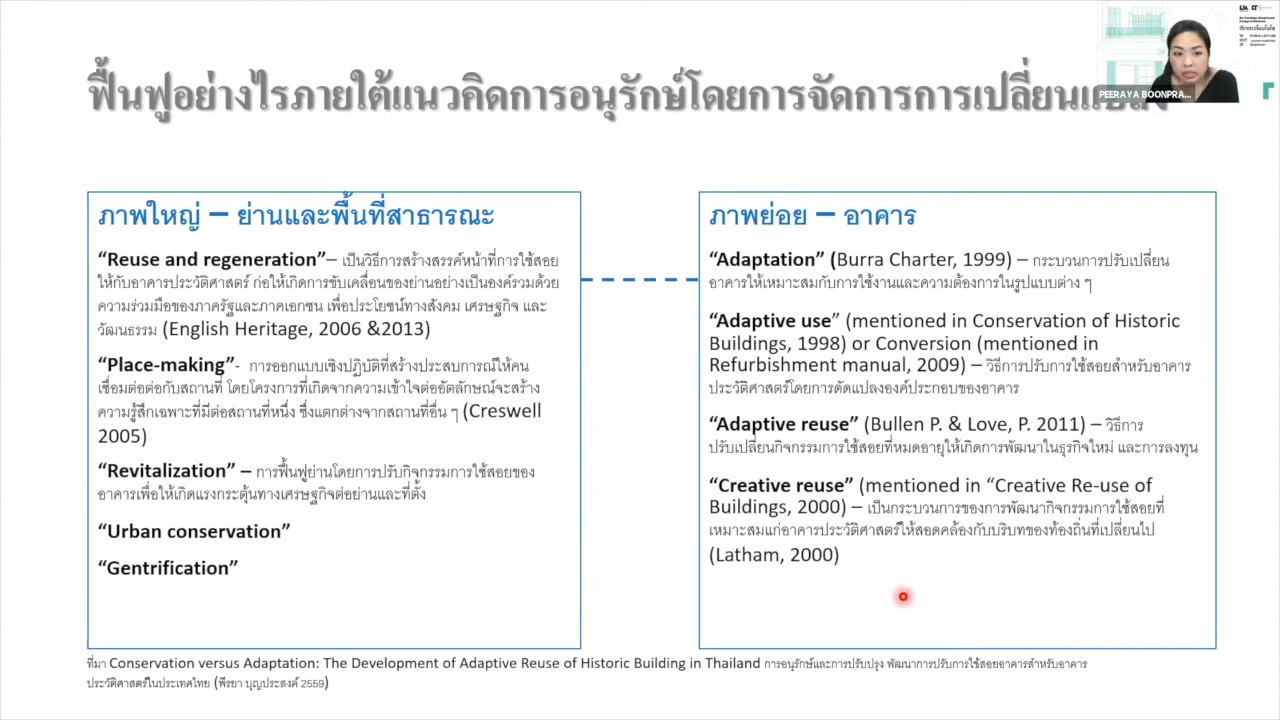 ฟื้นฟูอย่างไรภายใต้แนวคิดการอนุรักษ์โดยการจัดการการเปลี่ยนแปลง
PEERAYA BOONPRA...
ภาพใหญ่ – ย่านและพื้นที่สาธารณะ
“Reuse and regeneration”– เป็นวิธีการสร้างสรรค์หน้าที่การใช้สอย
ให้กับอาคารประวัติศาสตร์ ก่อให้เกิดการขับเคลื่อนของย่านอย่างเป็นองค์รวมด้วย
ความร่วมมือของภาครัฐและภาคเอกชน เพื่อประโยชน์ทางสังคม เศรษฐกิจ และ
วัฒนธรรม (English Heritage, 2006 &2013)
“Place-making”- การออกแบบเชิงปฏิบัติที่สร้างประสบการณ์ให้คน
เชื่อมต่อต่อกับสถานที่ โดยโครงการที่เกิดจากความเข้าใจต่ออัตลักษณ์จะสร้าง
ความรู้สึกเฉพาะที่มีต่อสถานที่หนึ่ง ซึ่งแตกต่างจากสถานที่อื่น ๆ (Creswell
2005)
“Revitalization” – การฟื้นฟูย่านโดยการปรับกิจกรรมการใช้สอยของ
อาคารเพื่อให้เกิดแรงกระตุ้นทางเศรษฐกิจต่อย่านและที่ตั้ง
“Urban conservation”
“Gentrification”
ภาพย่อย – อาคาร
“Adaptation” (Burra Charter, 1999) – กระบวนการปรับเปลี่ยน
อาคารให้เหมาะสมกับการใช้งานและความต้องการในรูปแบบต่าง ๆ
“Adaptive use” (mentioned in Conservation of Historic
Buildings, 1998) or Conversion (mentioned in
Refurbishment manual, 2009) – วิธีการปรับการใช้สอยสำหรับอาคาร
ประวัติศาสตร์โดยการดัดแปลงองค์ประกอบของอาคาร
“Adaptive reuse” (Bullen P. & Love, P. 2011) – วิธีการ
ปรับเปลี่ยนกิจกรรมการใช้สอยที่หมดอายุให้เกิดการพัฒนาในธุรกิจใหม่ และการลงทุน
“Creative reuse” (mentioned in “Creative Re-use of
Buildings, 2000) – เป็นกระบวนการของการพัฒนากิจกรรมการใช้สอยที่
เหมาะสมแก่อาคารประวัติศาสตร์ให้สอดคล้องกับบริบทของท้องถิ่นที่เปลี่ยนไป
(Latham, 2000)
ที่มา Conservation versus Adaptation: The Development of Adaptive Reuse of Historic Building in Thailand การอนุรักษ์และการปรับปรุง พัฒนาการปรับการใช้สอยอาคารสำหรับอาคาร
ประวัติศาสตร์ในประเทศไทย (พีรยา บุญประสงค์ 2559)